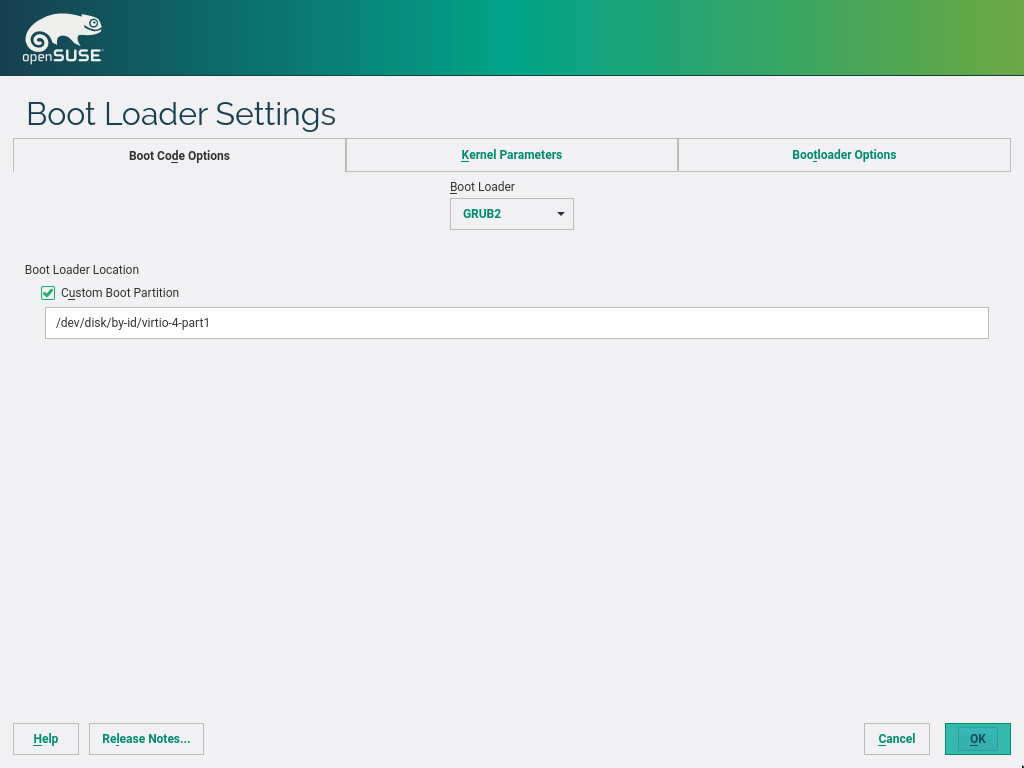 openSUSE
Boot Loader Settings
Boot Code Options
Kernel Parameters
Bootloader Options
Boot Loader
GRUB2
Boot Loader Location
Custom Boot Partition
/dev/disk/by-id/virtio-4-part1
Help
Release Notes...
Cancel
OK